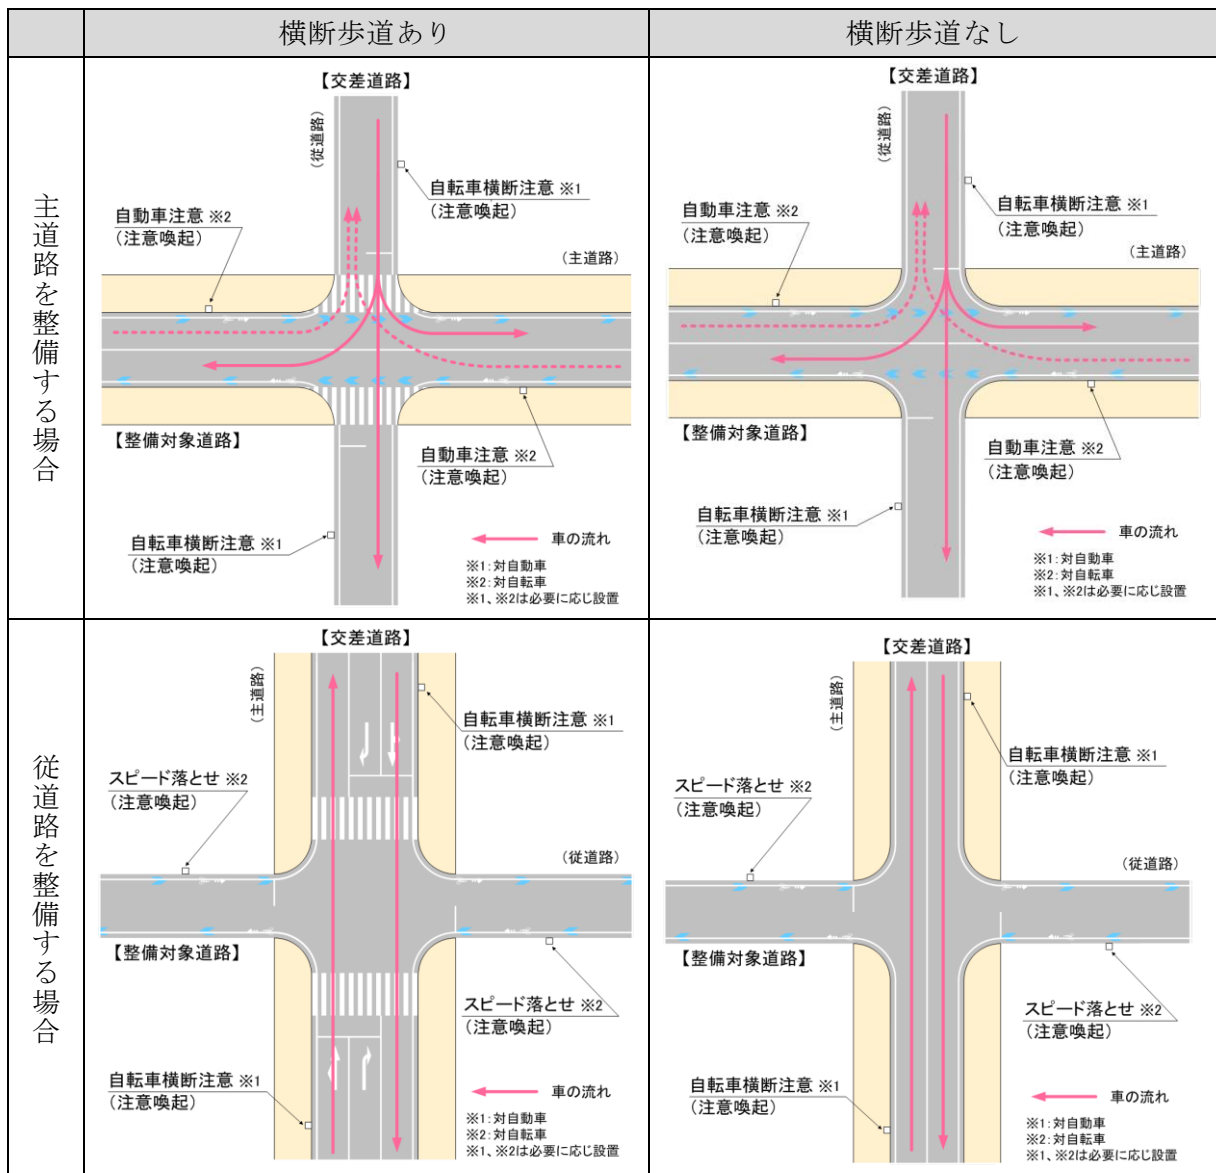 横断歩道あり
横断歩道なし
主道路を整備する場合
【交差道路】
(従道路)
自転車横断注意 ※1
(注意喚起)
自動車注意 ※2
(注意喚起)
(主道路)
【整備対象道路】
自動車注意 ※2
(注意喚起)
自転車横断注意 ※1
(注意喚起)
車の流れ
※1:対自動車
※2:対自転車
※1、※2は必要に応じ設置
【交差道路】
(従道路)
自転車横断注意 ※1
(注意喚起)
自動車注意 ※2
(注意喚起)
(主道路)
【整備対象道路】
自動車注意 ※2
(注意喚起)
自転車横断注意 ※1
(注意喚起)
車の流れ
※1:対自動車
※2:対自転車
※1、※2は必要に応じ設置
従道路を整備する場合
【交差道路】
(主道路)
自転車横断注意 ※1
(注意喚起)
スピード落とせ ※2
(注意喚起)
(従道路)
【整備対象道路】
スピード落とせ ※2
(注意喚起)
自転車横断注意 ※1
(注意喚起)
車の流れ
※1:対自動車
※2:対自転車
※1、※2は必要に応じ設置
【交差道路】
(主道路)
自転車横断注意 ※1
(注意喚起)
スピード落とせ ※2
(注意喚起)
(従道路)
【整備対象道路】
スピード落とせ ※2
(注意喚起)
自転車横断注意 ※1
(注意喚起)
車の流れ
※1:対自動車
※2:対自転車
※1、※2は必要に応じ設置